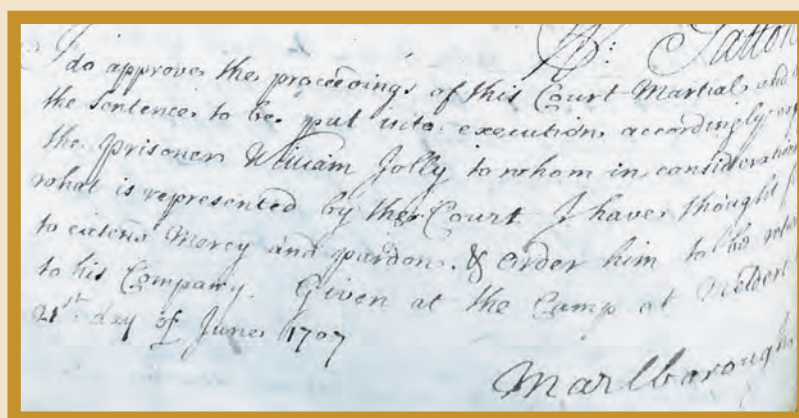 W: Tatton
I do approve the proceedings of this Court Martial and
the Sentence to be put into execution accordingly
the Prisoner William Jolly to whom in consideration
what is represented by the Court I have thought
to extend Mercy and pardon. & Order him to be
to his Company. Given at the Camp at Meldert
21st day of June 1707
Marlborough